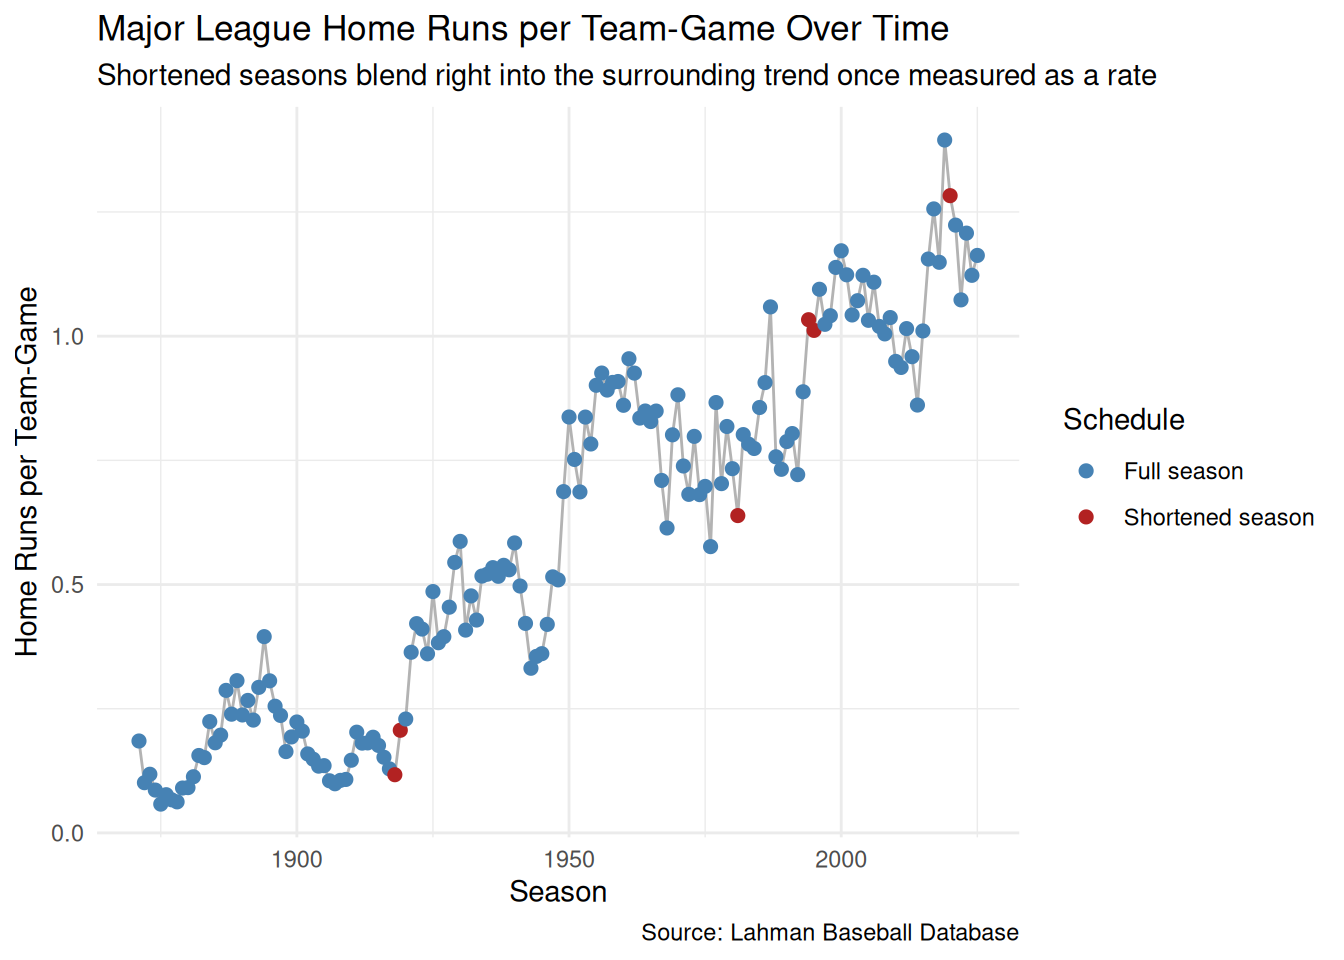 Major League Home Runs per Team-Game Over Time
Shortened seasons blend right into the surrounding trend once measured as a rate
Home Runs per Team-Game
1.0
0.5
0.0
1900 1950 2000
Season
Schedule
Full season
Shortened season
Source: Lahman Baseball Database